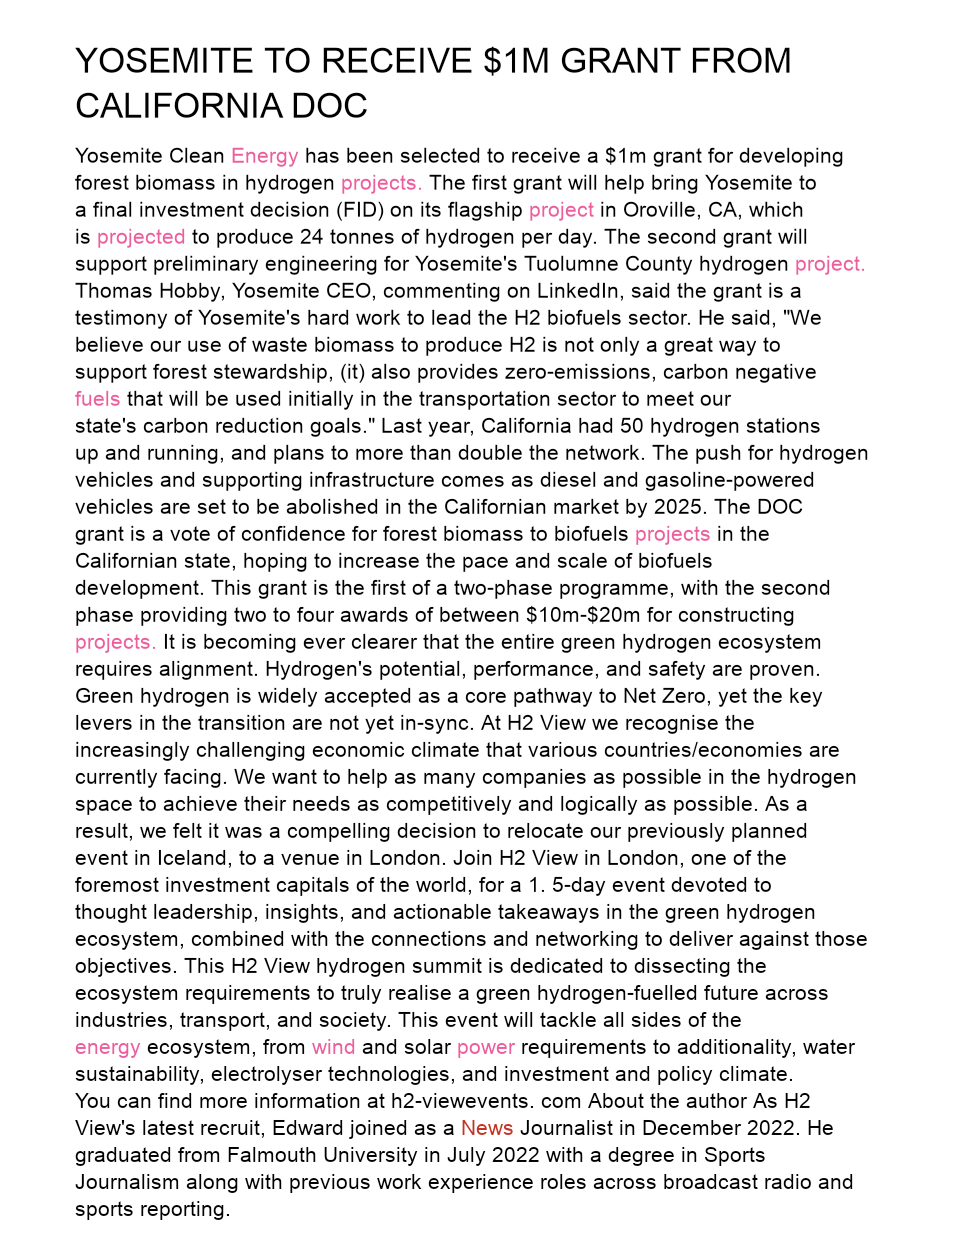 YOSEMITE TO RECEIVE $1M GRANT FROM
CALIFORNIA DOC
Yosemite Clean Energy has been selected to receive a $1m grant for developing
forest biomass in hydrogen projects. The first grant will help bring Yosemite to
a final investment decision (FID) on its flagship project in Oroville, CA, which
is projected to produce 24 tonnes of hydrogen per day. The second grant will
support preliminary engineering for Yosemite's Tuolumne County hydrogen project.
Thomas Hobby, Yosemite CEO, commenting on LinkedIn, said the grant is a
testimony of Yosemite's hard work to lead the H2 biofuels sector. He said, "We
believe our use of waste biomass to produce H2 is not only a great way to
support forest stewardship, (it) also provides zero-emissions, carbon negative
fuels that will be used initially in the transportation sector to meet our
state's carbon reduction goals." Last year, California had 50 hydrogen stations
up and running, and plans to more than double the network. The push for hydrogen
vehicles and supporting infrastructure comes as diesel and gasoline-powered
vehicles are set to be abolished in the Californian market by 2025. The DOC
grant is a vote of confidence for forest biomass to biofuels projects in the
Californian state, hoping to increase the pace and scale of biofuels
development. This grant is the first of a two-phase programme, with the second
phase providing two to four awards of between $10m-$20m for constructing
projects. It is becoming ever clearer that the entire green hydrogen ecosystem
requires alignment. Hydrogen's potential, performance, and safety are proven.
Green hydrogen is widely accepted as a core pathway to Net Zero, yet the key
levers in the transition are not yet in-sync. At H2 View we recognise the
increasingly challenging economic climate that various countries/economies are
currently facing. We want to help as many companies as possible in the hydrogen
space to achieve their needs as competitively and logically as possible. As a
result, we felt it was a compelling decision to relocate our previously planned
event in Iceland, to a venue in London. Join H2 View in London, one of the
foremost investment capitals of the world, for a 1. 5-day event devoted to
thought leadership, insights, and actionable takeaways in the green hydrogen
ecosystem, combined with the connections and networking to deliver against those
objectives. This H2 View hydrogen summit is dedicated to dissecting the
ecosystem requirements to truly realise a green hydrogen-fuelled future across
industries, transport, and society. This event will tackle all sides of the
energy ecosystem, from wind and solar power requirements to additionality, water
sustainability, electrolyser technologies, and investment and policy climate.
You can find more information at h2-viewevents. com About the author As H2
View's latest recruit, Edward joined as a News Journalist in December 2022. He
graduated from Falmouth University in July 2022 with a degree in Sports
Journalism along with previous work experience roles across broadcast radio and
sports reporting.